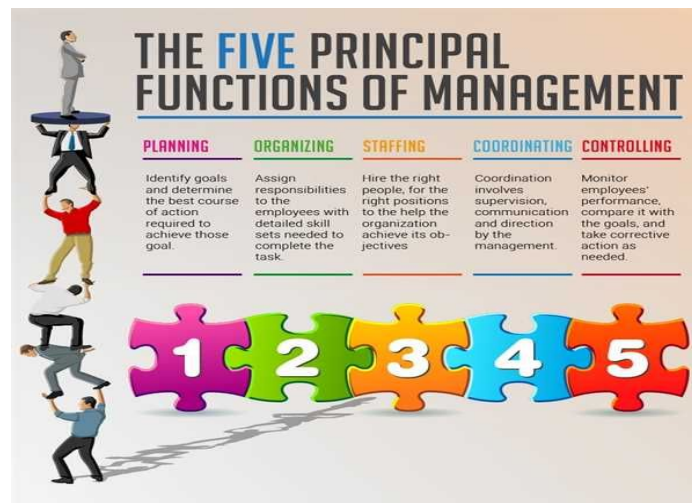 THE FIVE PRINCIPAL
FUNCTIONS OF MANAGEMENT
PLANNING
Identify goals
and determine
the best course
of action
required to
achieve those
goal.
ORGANIZING
Assign
responsibilities
to the
employees with
detailed skill
sets needed to
complete the
task.
STAFFING
Hire the right
people, for the
right positions
to the help the
organization
achieve its ob-
jectives
COORDINATING
Coordination
involves
supervision,
communication
and direction
by the
management.
CONTROLLING
Monitor
employees'
performance,
compare it with
the goals, and
take corrective
action as
needed.
1
2
3
4
5